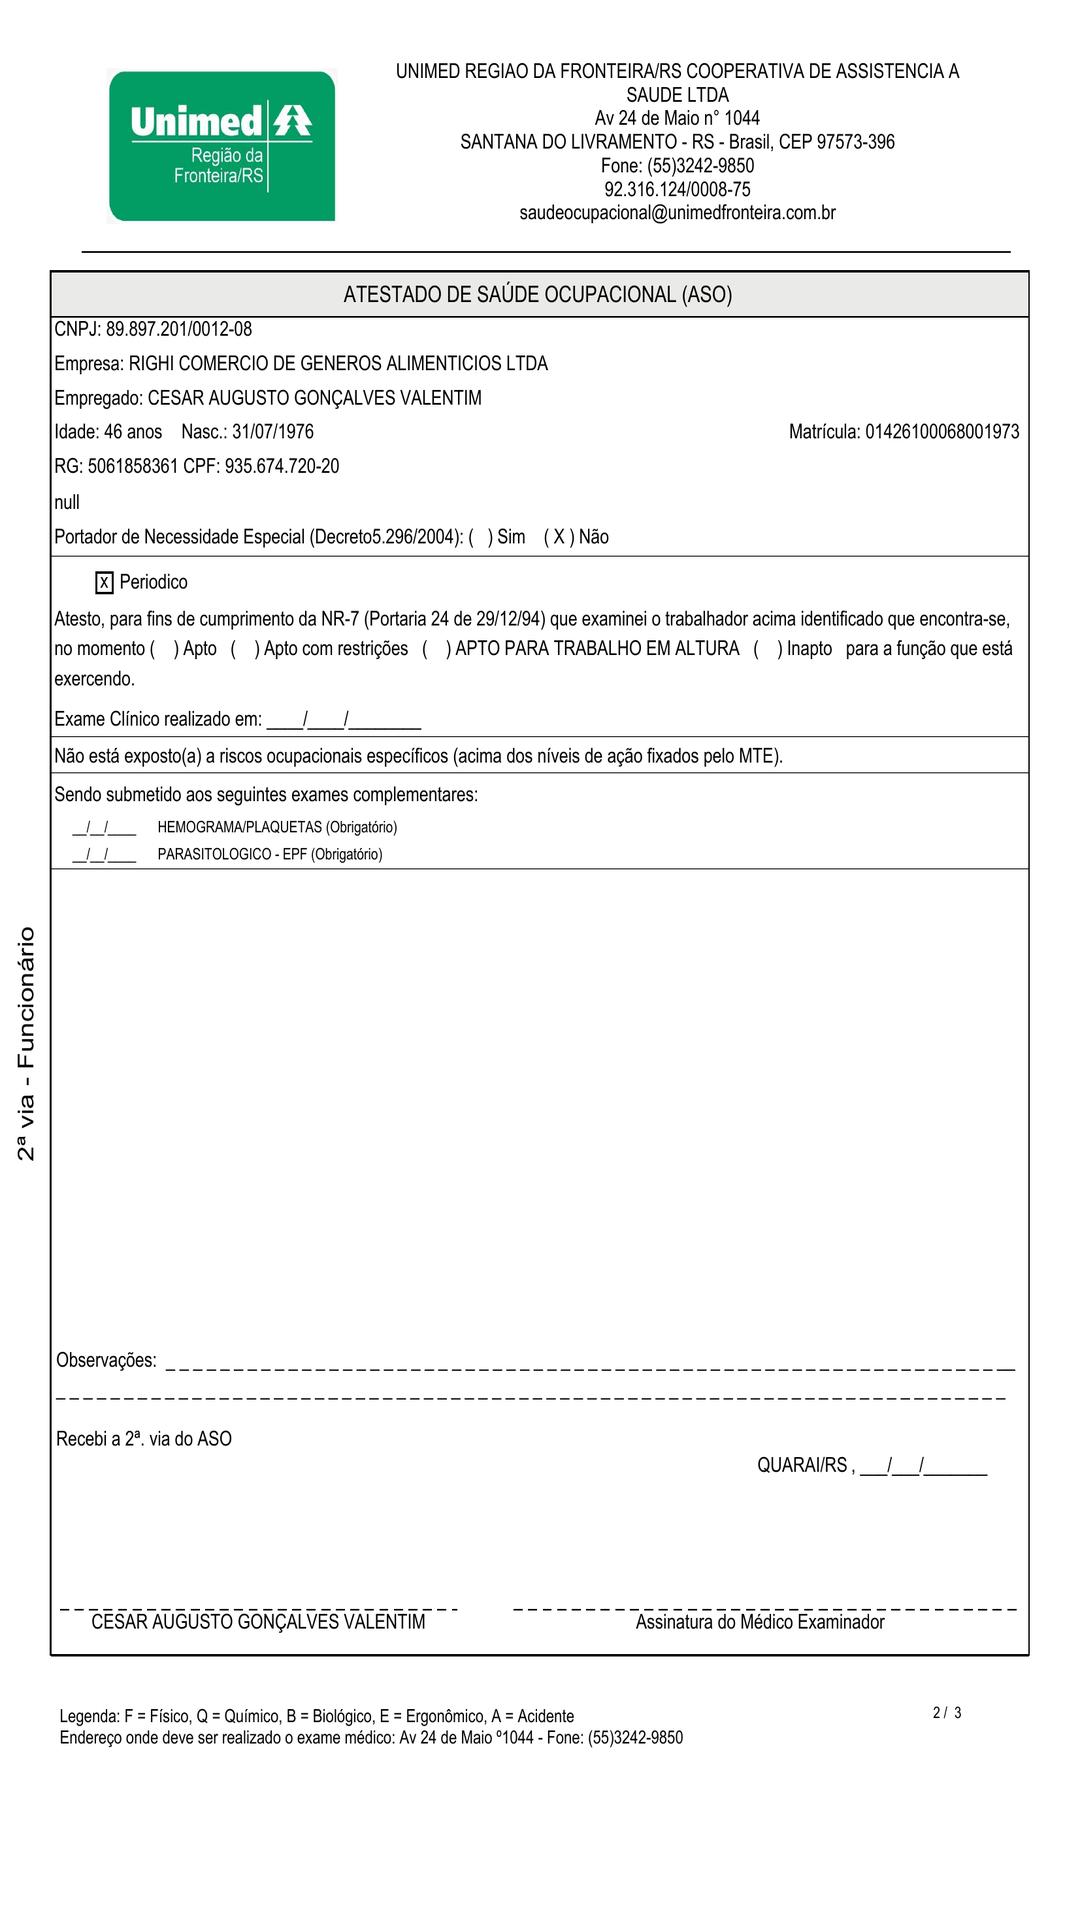 Unimed
Região da
Fronteira/RS
UNIMED REGIAO DA FRONTEIRA/RS COOPERATIVA DE ASSISTENCIA A
SAUDE LTDA
Av 24 de Maio n° 1044
SANTANA DO LIVRAMENTO - RS - Brasil, CEP 97573-396
Fone: (55)3242-9850
92.316.124/0008-75
saudeocupacional@unimedfronteira.com.br
ATESTADO DE SAÚDE OCUPACIONAL (ASO)
CNPJ: 89.897.201/0012-08
Empresa: RIGHI COMERCIO DE GENEROS ALIMENTICIOS LTDA
Empregado: CESAR AUGUSTO GONÇALVES VALENTIM
Idade: 46 anos Nasc.: 31/07/1976 Matrícula: 01426100068001973
RG: 5061858361 CPF: 935.674.720-20
null
Portador de Necessidade Especial (Decreto5.296/2004): ( ) Sim ( X ) Não
X Periodico
Atesto, para fins de cumprimento da NR-7 (Portaria 24 de 29/12/94) que examinei o trabalhador acima identificado que encontra-se,
no momento ( ) Apto ( ) Apto com restrições ( ) APTO PARA TRABALHO EM ALTURA ( ) Inapto para a função que está
exercendo.
Exame Clínico realizado em: ____/____/________
Não está exposto(a) a riscos ocupacionais específicos (acima dos níveis de ação fixados pelo MTE).
Sendo submetido aos seguintes exames complementares:
__/__/____ HEMOGRAMA/PLAQUETAS (Obrigatório)
__/__/____ PARASITOLOGICO - EPF (Obrigatório)
2ª via - Funcionário
Observações:
Recebi a 2ª. via do ASO
QUARAI/RS , ___/___/_______
CESAR AUGUSTO GONÇALVES VALENTIM Assinatura do Médico Examinador
Legenda: F = Físico, Q = Químico, B = Biológico, E = Ergonômico, A = Acidente
2 / 3
Endereço onde deve ser realizado o exame médico: Av 24 de Maio º1044 - Fone: (55)3242-9850